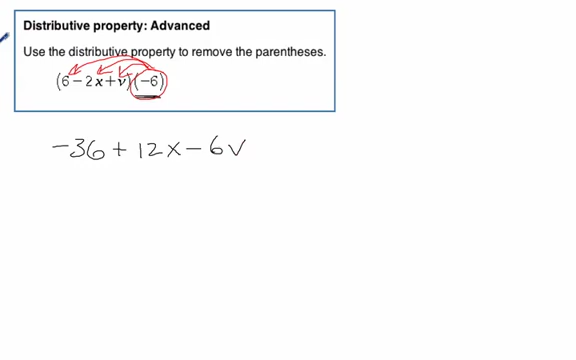 Distributive property: Advanced
Use the distributive property to remove the parentheses.
(6 − 2x + v)(−6)
−36 + 12x − 6v